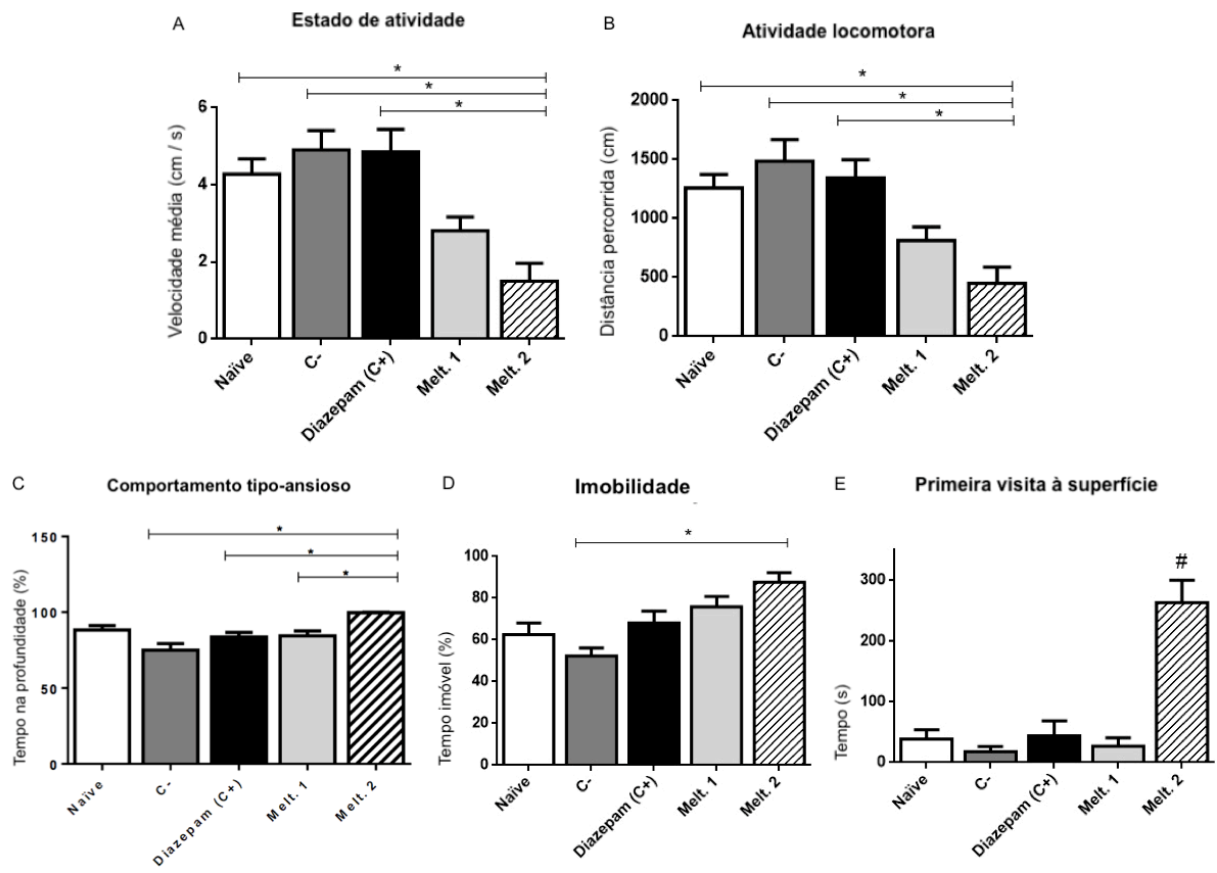 A
Estado de atividade
*
*
*
Velocidade média (cm / s)
6
4
2
0
Naïve
C-
Diazepam (C+)
Melt. 1
Melt. 2
B
Atividade locomotora
*
*
*
Distância percorrida (cm)
2000
1500
1000
500
0
Naïve
C-
Diazepam (C+)
Melt. 1
Melt. 2
C
Comportamento tipo-ansioso
*
*
*
Tempo na profundidade (%)
150
100
50
0
Naïve
C-
Diazepam (C+)
Melt. 1
Melt. 2
D
Imobilidade
*
Tempo imóvel (%)
100
80
60
40
20
0
Naïve
C-
Diazepam (C+)
Melt. 1
Melt. 2
E
Primeira visita à superfície
#
Tempo (s)
300
200
100
0
Naïve
C-
Diazepam (C+)
Melt. 1
Melt. 2